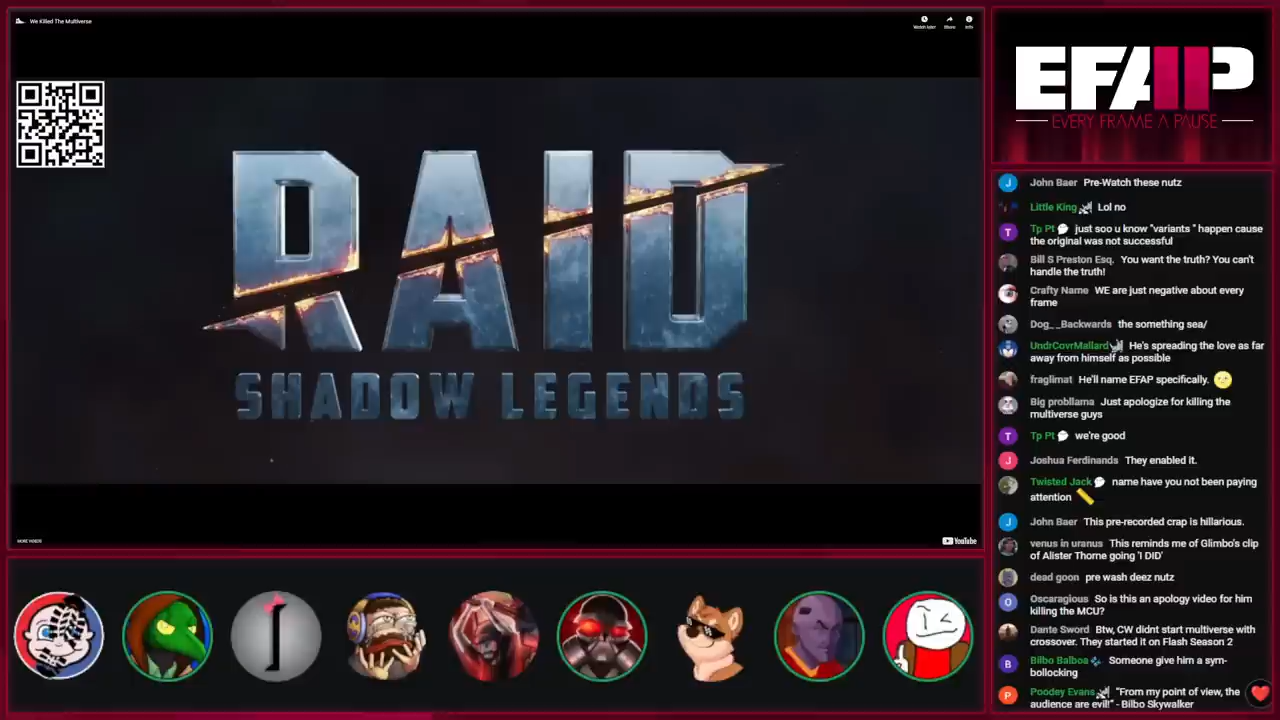 We Killed The Multiverse
Watch later
Share
Info
RAID
SHADOW LEGENDS
MORE VIDEOS
YouTube
EFAP
EVERY FRAME A PAUSE
John Baer Pre-Watch these nutz
Little King Lol no
Tp Pt just soo u know "variants " happen cause
the original was not successful
Bill S Preston Esq. You want the truth? You can't
handle the truth!
Crafty Name WE are just negative about every
frame
Dog_ _Backwards the something sea/
UndrCovrMallard He's spreading the love as far
away from himself as possible
fraglimat He'll name EFAP specifically.
Big probllama Just apologize for killing the
multiverse guys
Tp Pt we're good
Joshua Ferdinands They enabled it.
Twisted Jack name have you not been paying
attention
John Baer This pre-recorded crap is hillarious.
venus in uranus This reminds me of Glimbo's clip
of Alister Thorne going 'I DID'
dead goon pre wash deez nutz
Oscaragious So is this an apology video for him
killing the MCU?
Dante Sword Btw, CW didnt start multiverse with
crossover. They started it on Flash Season 2
Bilbo Balboa Someone give him a sym-
bollocking
Poodey Evans "From my point of view, the
audience are evil!" - Bilbo Skywalker